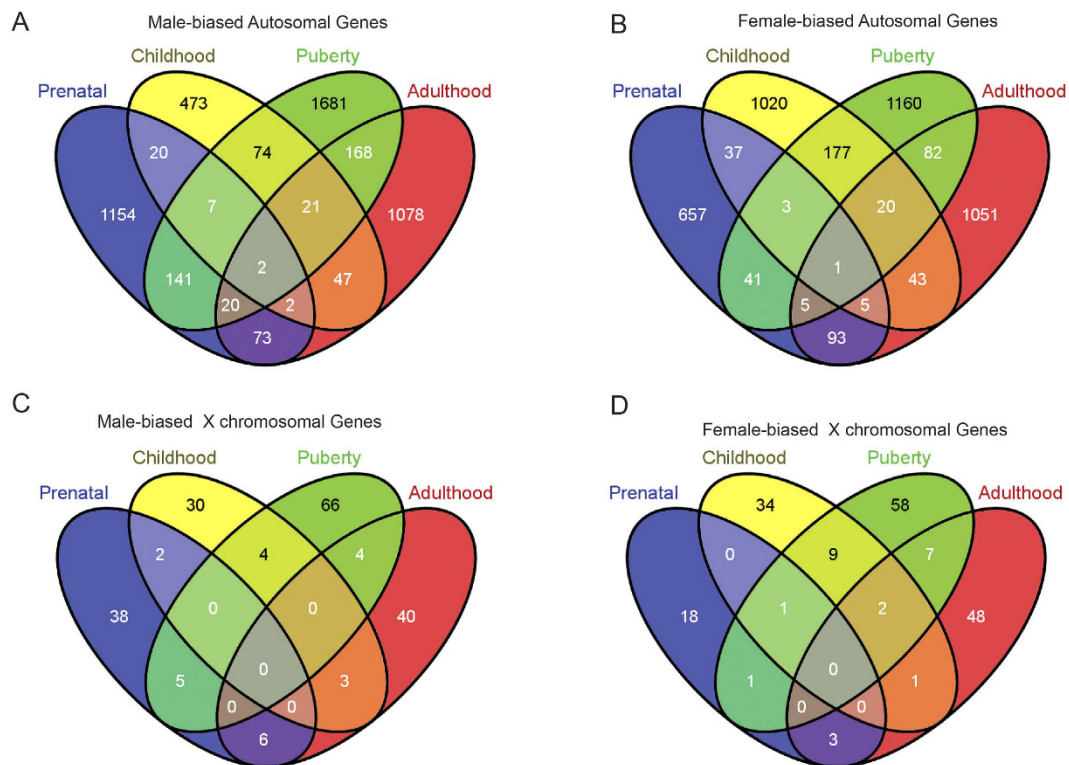 A
Male-biased Autosomal Genes
Childhood
Puberty
Prenatal
Adulthood
473
1681
20
74
168
1154
7
21
1078
2
141
47
20
2
73
B
Female-biased Autosomal Genes
Childhood
Puberty
Prenatal
Adulthood
1020
1160
37
177
82
657
3
20
1051
1
41
43
5
5
93
C
Male-biased X chromosomal Genes
Childhood
Puberty
Prenatal
Adulthood
30
66
2
4
4
38
0
0
40
0
5
3
0
0
6
D
Female-biased X chromosomal Genes
Childhood
Puberty
Prenatal
Adulthood
34
58
0
9
7
18
1
2
48
0
1
1
0
0
3